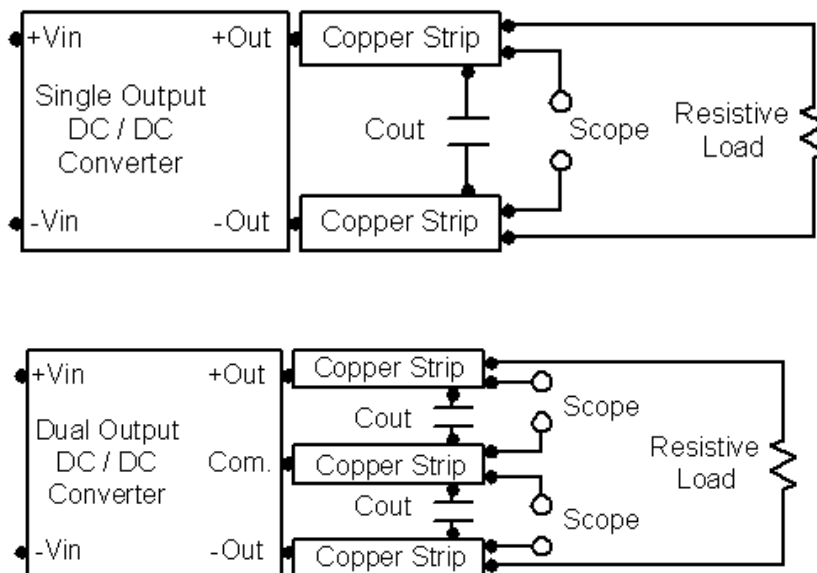 +Vin +Out Copper Strip
Single Output
DC / DC
Converter
Cout Scope
Resistive
Load
-Vin -Out Copper Strip
+Vin +Out Copper Strip
Cout Scope
Dual Output
DC / DC
Converter
Com. Copper Strip
Resistive
Load
Cout Scope
-Vin -Out Copper Strip